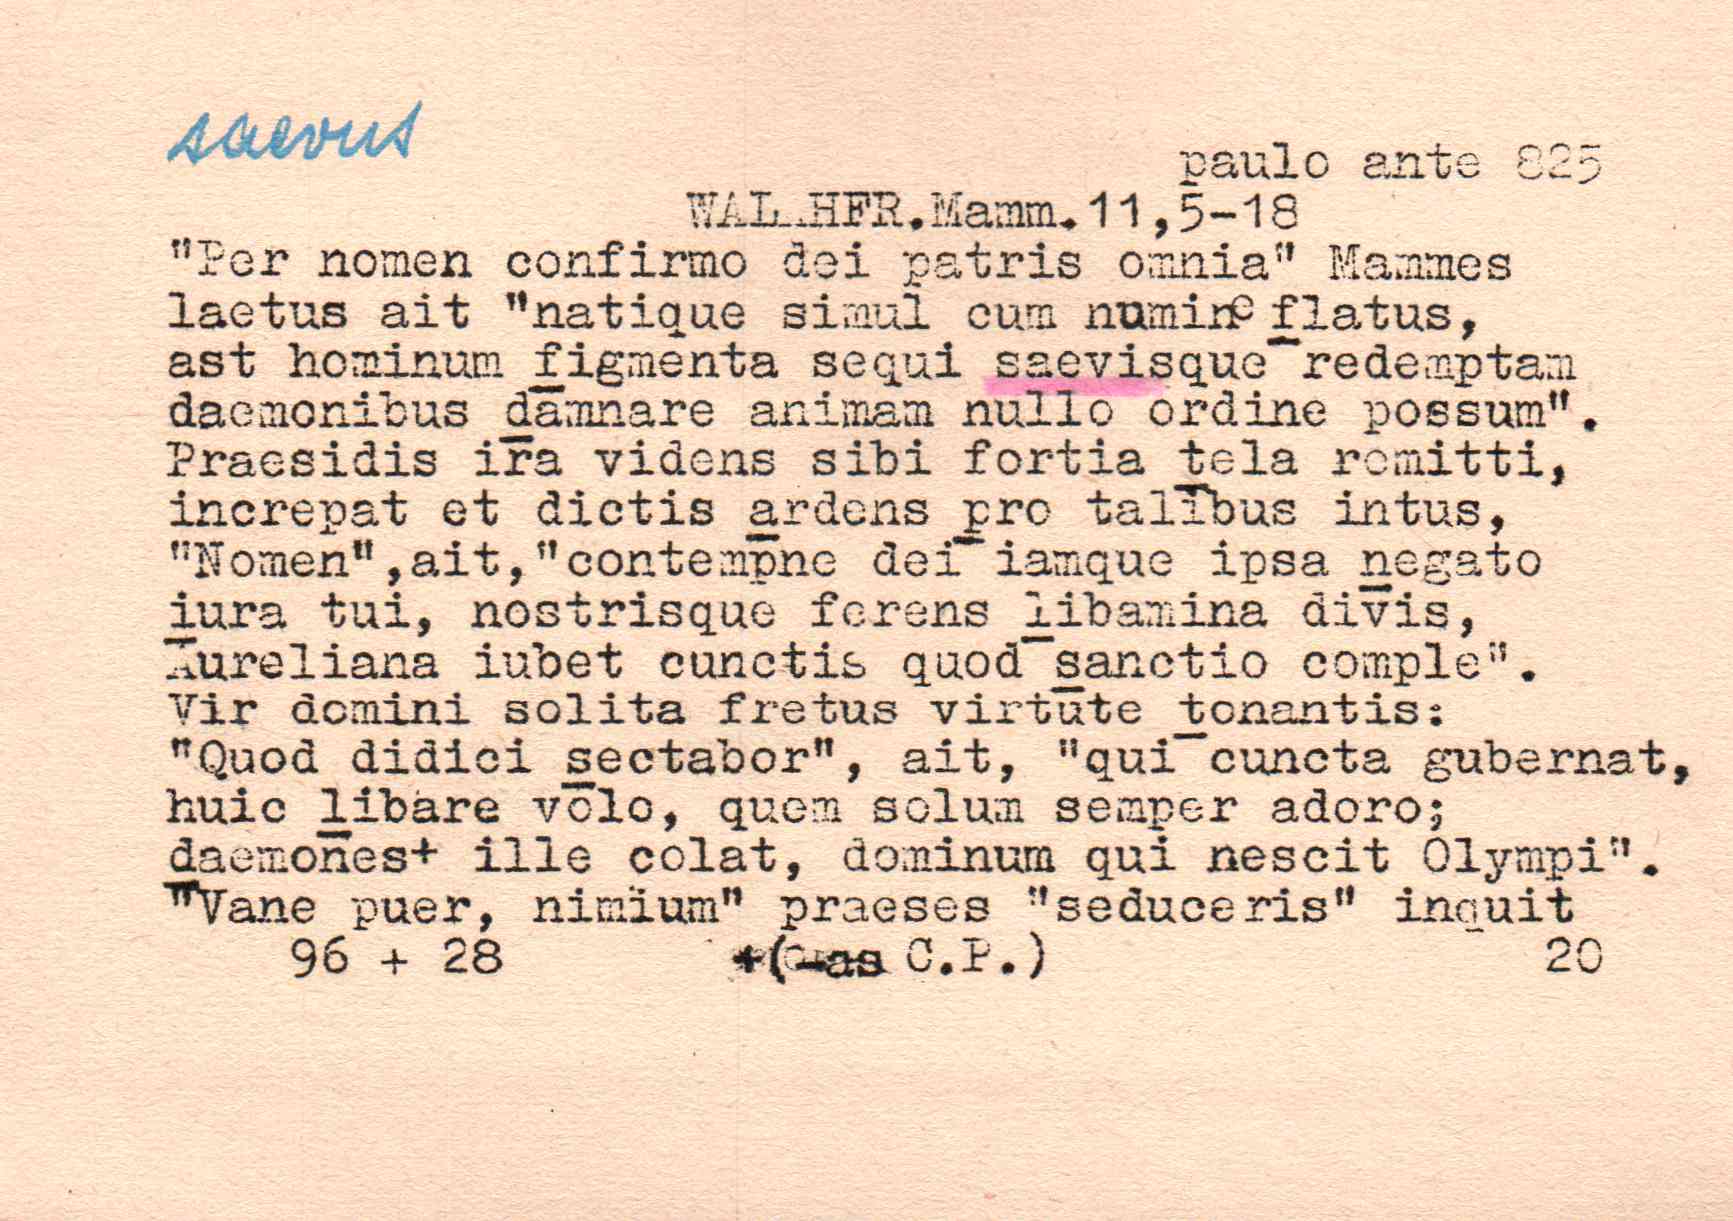 saevus
paulo ante 825
WAL.HFR.Mamm.11,5-18
"Per nomen confirmo dei patris omnia" Mammes
laetus ait "natique simul cum numine flatus,
ast hominum figmenta sequi saevisque redemptam
daemonibus damnare animam nullo ordine possum".
Praesidis ira videns sibi fortia tela remitti,
increpat et dictis ardens pro talibus intus,
"Nomen",ait,"contempne dei iamque ipsa negato
iura tui, nostrisque ferens libamina divis,
Aureliana iubet cunctis quod sanctio comple".
Vir domini solita fretus virtute tonantis:
"Quod didici sectabor", ait, "qui cuncta gubernat,
huic libare volo, quem solum semper adoro;
daemones+ ille colat, dominum qui nescit Olympi".
"Vane puer, nimium" praeses "seduceris" inquit
96 + 28 +(-as C.P.) 20